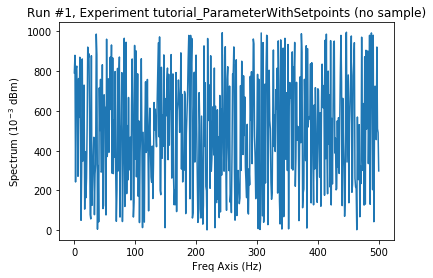 Run #1, Experiment tutorial_ParameterWithSetpoints (no sample)
1000
800
600
400
200
0
Spectrum (10⁻³ dBm)
0 100 200 300 400 500
Freq Axis (Hz)